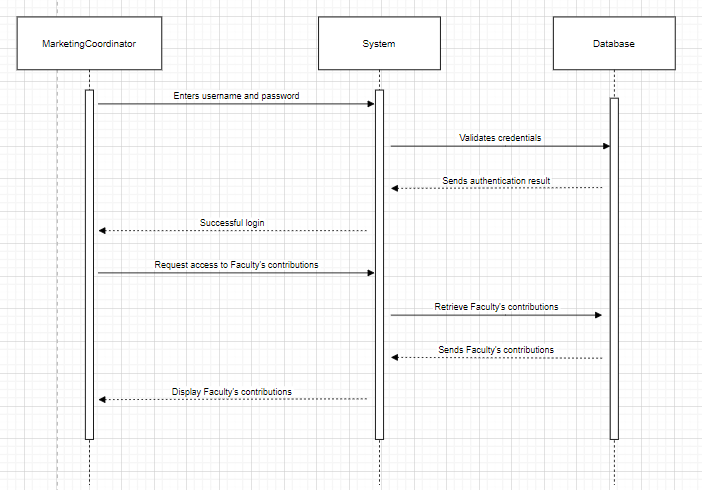 MarketingCoordinator
System
Database
Enters username and password
Validates credentials
Sends authentication result
Successful login
Request access to Faculty's contributions
Retrieve Faculty's contributions
Sends Faculty's contributions
Display Faculty's contributions